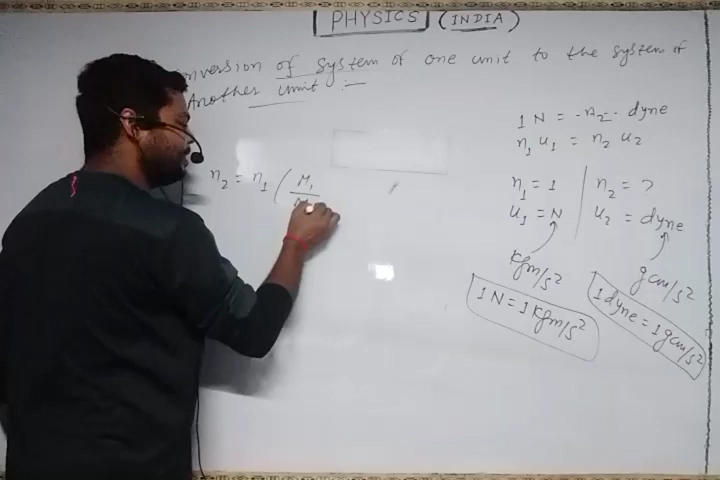 PHYSICS (INDIA)
nversion of system of one unit to the system of
Another unit :-
1 N = -n2-- dyne
n1 u1 = n2 u2
n2 = n1 ( M1
n1 = 1 | n2 = ?
u1 = N | u2 = dyne
kgm/s²
gcm/s²
1 N = 1 kgm/s²
1 dyne = 1 gcm/s²